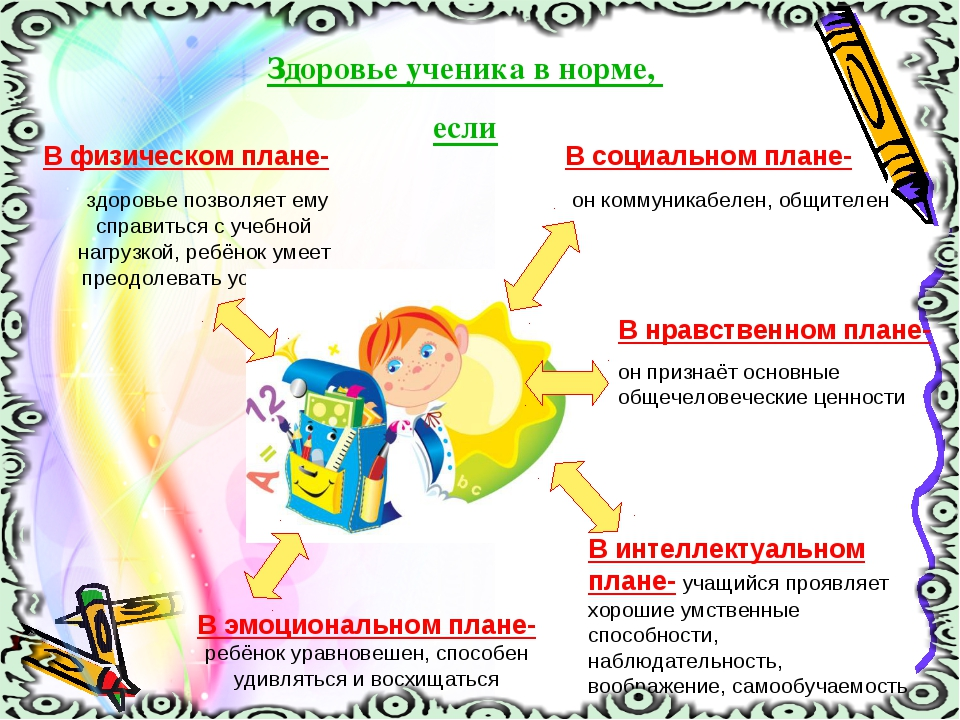 Здоровье ученика в норме,
если
В физическом плане-
здоровье позволяет ему
справиться с учебной
нагрузкой, ребёнок умеет
преодолевать
В социальном плане-
он коммуникабелен, общителен
В нравственном плане-
он признаёт основные
общечеловеческие ценности
В интеллектуальном
плане- учащийся проявляет
хорошие умственные
способности,
наблюдательность,
воображение, самообучаемость
В эмоциональном плане-
ребёнок уравновешен, способен
удивляться и восхищаться
12
=
A
b c